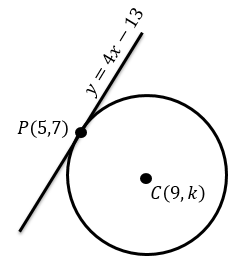 y = 4x − 13
P(5,7)
C(9, k)